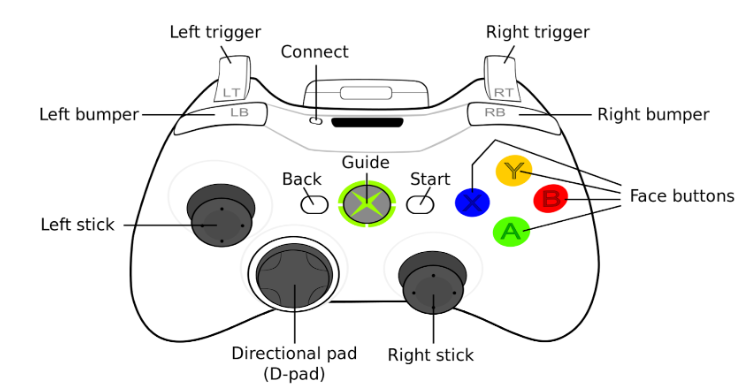 Left trigger
Right trigger
Connect
LT
RT
Left bumper
LB
RB
Right bumper
Guide
Back
Start
Y
X
B
A
Face buttons
Left stick
Directional pad
(D-pad)
Right stick